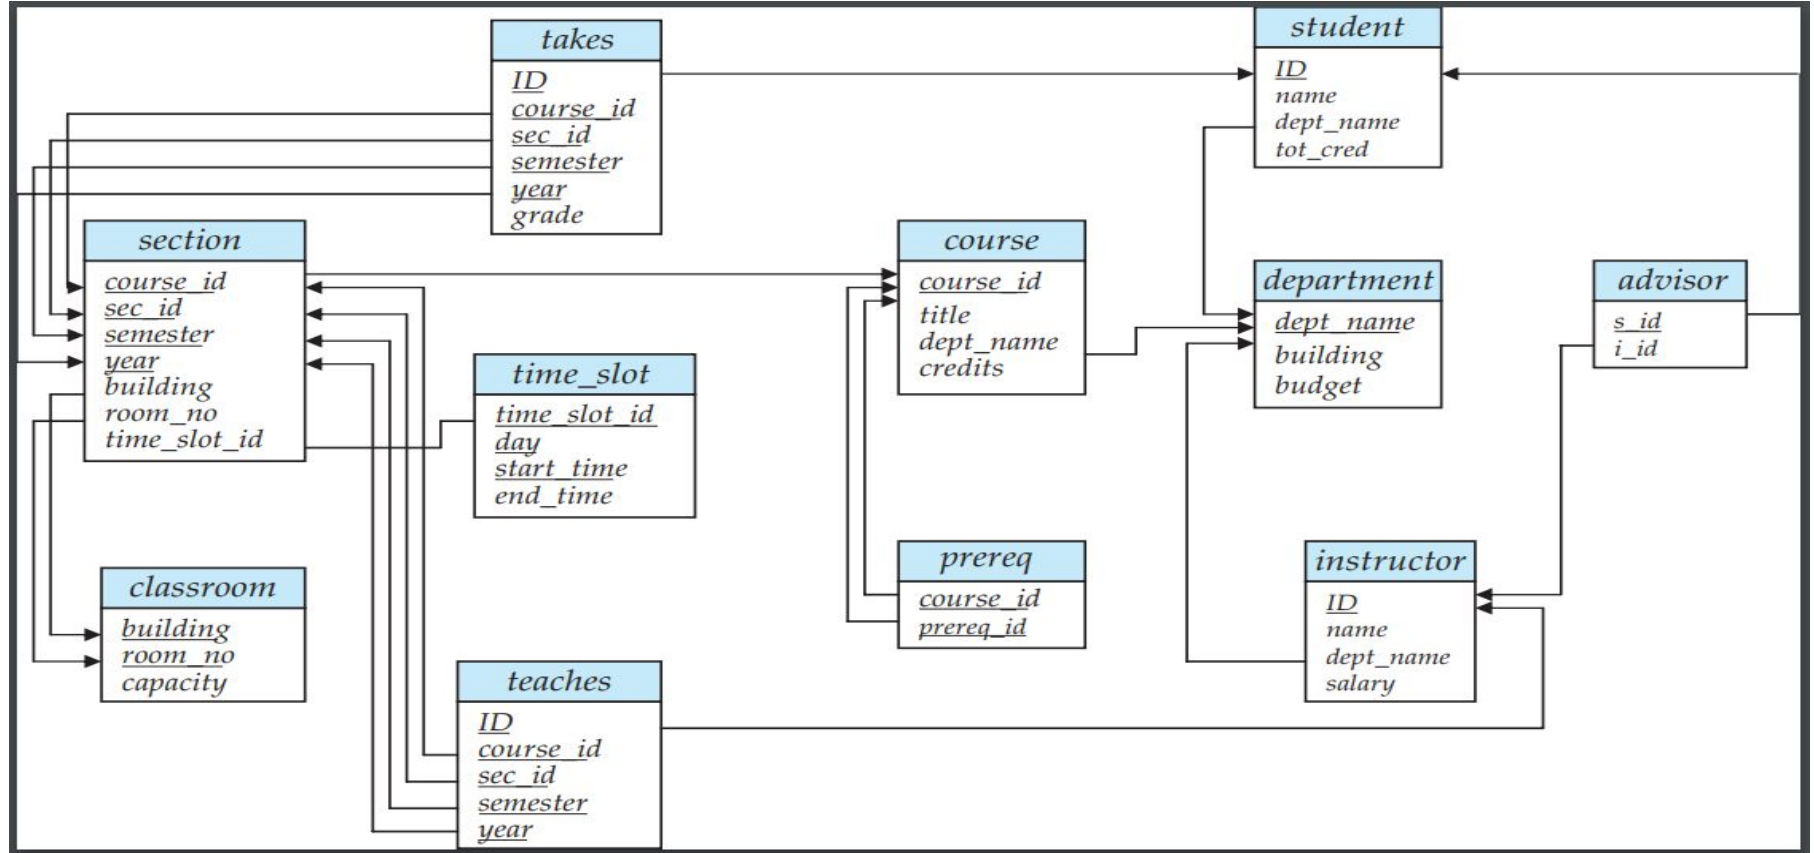 takes
ID
course_id
sec_id
semester
year
grade
student
ID
name
dept_name
tot_cred
section
course_id
sec_id
semester
year
building
room_no
time_slot_id
course
course_id
title
dept_name
credits
department
dept_name
building
budget
advisor
s_id
i_id
time_slot
time_slot_id
day
start_time
end_time
classroom
building
room_no
capacity
prereq
course_id
prereq_id
instructor
ID
name
dept_name
salary
teaches
ID
course_id
sec_id
semester
year